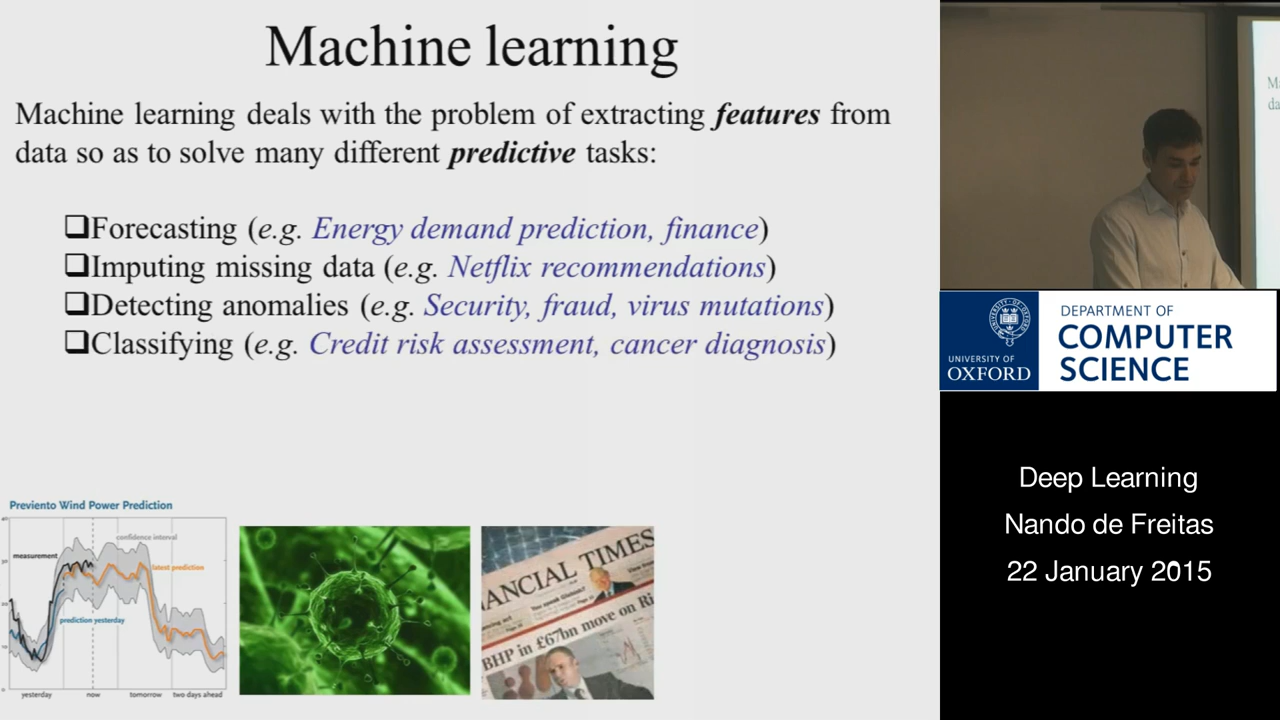 Machine learning
Machine learning deals with the problem of extracting features from
data so as to solve many different predictive tasks:
Forecasting (e.g. Energy demand prediction, finance)
Imputing missing data (e.g. Netflix recommendations)
Detecting anomalies (e.g. Security, fraud, virus mutations)
Classifying (e.g. Credit risk assessment, cancer diagnosis)
Previento Wind Power Prediction
confidence interval
measurement
latest prediction
prediction yesterday
yesterday now tomorrow two days ahead
ANCIAL TIMES
BHP in £67bn move on Ri
Ma
da
UNIVERSITY OF
OXFORD
DEPARTMENT OF
COMPUTER
SCIENCE
Deep Learning
Nando de Freitas
22 January 2015